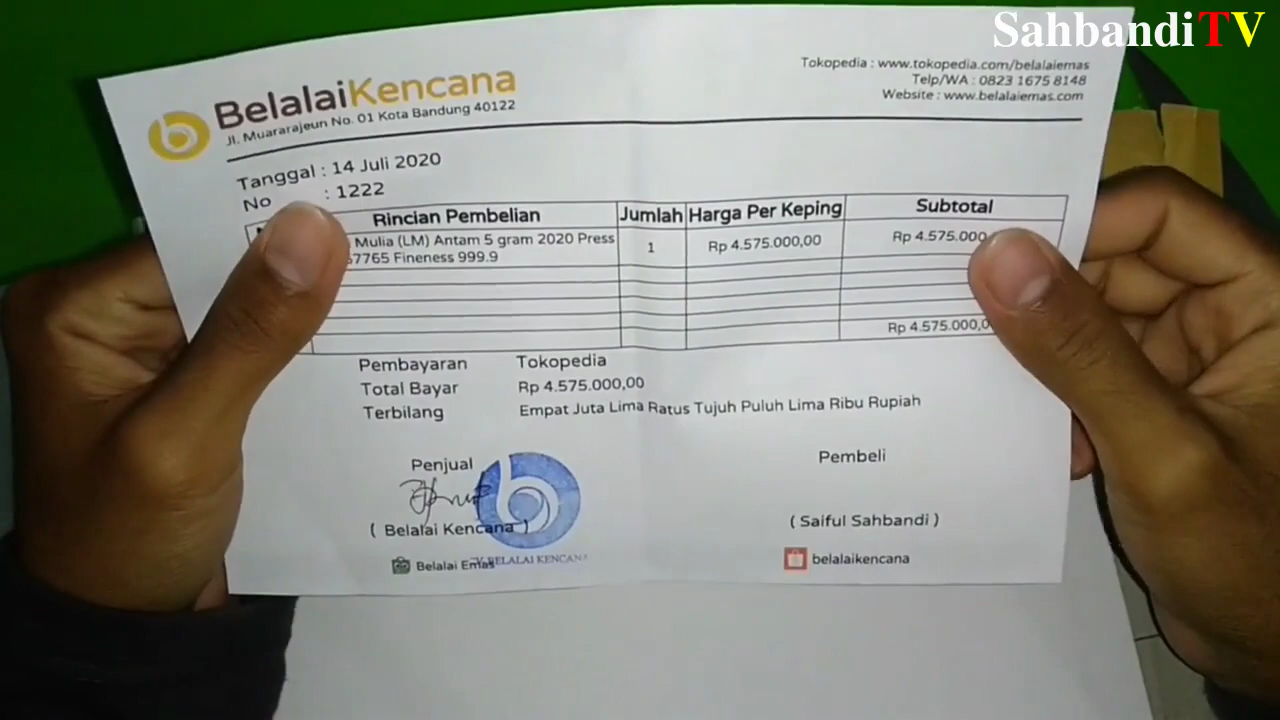 SahbandiTV
BelalaiKencana
Jl. Muararajeun No. 01 Kota Bandung 40122
Tokopedia : www.tokopedia.com/belalaiemas
Telp/WA : 0823 1675 8148
Website : www.belalaiemas.com
Tanggal : 14 Juli 2020
No : 1222
Rincian Pembelian Jumlah Harga Per Keping Subtotal
Mulia (LM) Antam 5 gram 2020 Press 1 Rp 4.575.000,00 Rp 4.575.000
7765 Fineness 999.9
Rp 4.575.000,0
Pembayaran Tokopedia
Total Bayar Rp 4.575.000,00
Terbilang Empat Juta Lima Ratus Tujuh Puluh Lima Ribu Rupiah
Penjual Pembeli
( Belalai Kencana ) ( Saiful Sahbandi )
BELALAI KENCANA
Belalai Emas belalaikencana